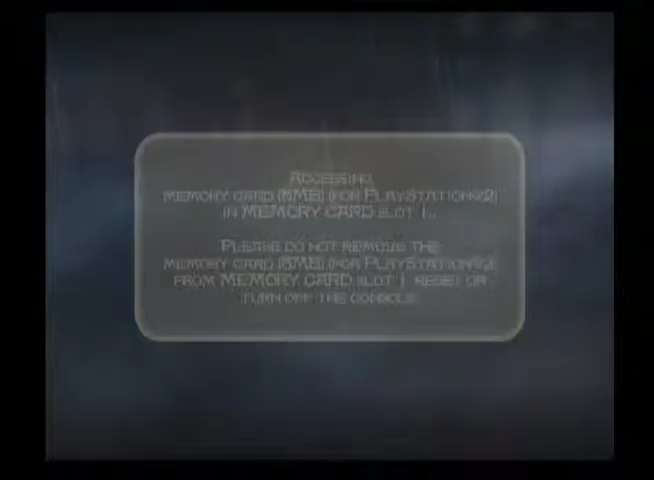 Accessing
MEMORY CARD (8MB) (FOR PLAYSTATION®2)
IN MEMORY CARD SLOT 1..
PLEASE DO NOT REMOVE THE
MEMORY CARD (8MB) (FOR PLAYSTATION®2
FROM MEMORY CARD SLOT 1 RESET OR
TURN OFF THE CONSOLE